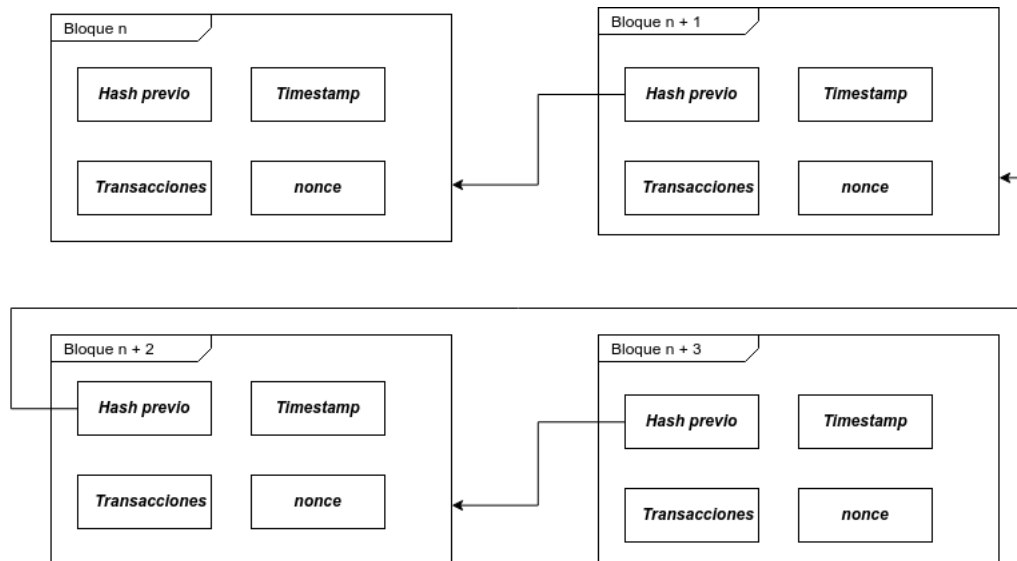 Bloque n
Hash previo
Timestamp
Transacciones
nonce
Bloque n + 1
Hash previo
Timestamp
Transacciones
nonce
Bloque n + 2
Hash previo
Timestamp
Transacciones
nonce
Bloque n + 3
Hash previo
Timestamp
Transacciones
nonce